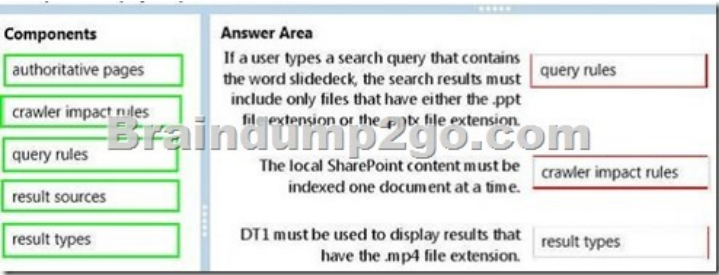 Components
authoritative pages
crawler impact rules
query rules
result sources
result types
Answer Area
If a user types a search query that contains
the word slidedeck, the search results must
include only files that have either the .ppt
file extension or the .pptx file extension.
query rules
The local SharePoint content must be
indexed one document at a time.
crawler impact rules
DT1 must be used to display results that
have the .mp4 file extension.
result types
Braindump2go.com